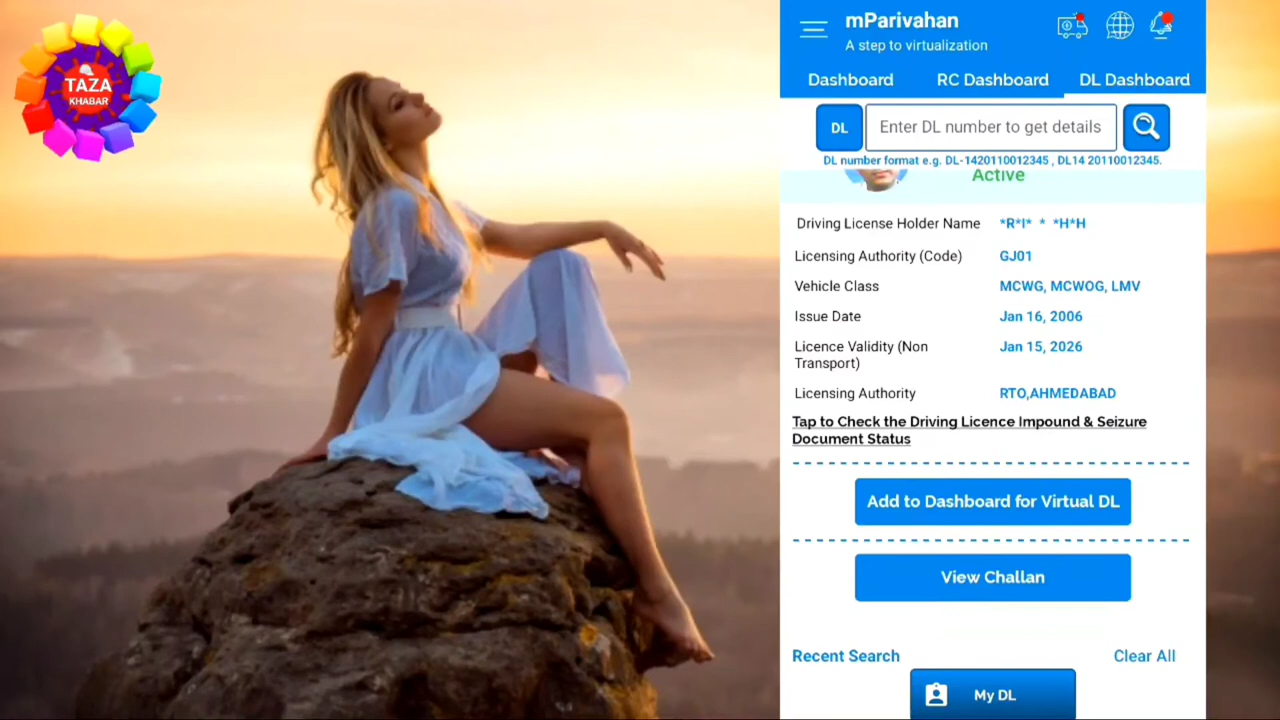 TAZA
KHABAR
mParivahan
A step to virtualization
Dashboard
RC Dashboard
DL Dashboard
DL
Enter DL number to get details
DL number format e.g. DL-1420110012345 , DL14 20110012345.
Active
Driving License Holder Name
*R*I* * *H*H
Licensing Authority (Code)
GJ01
Vehicle Class
MCWG, MCWOG, LMV
Issue Date
Jan 16, 2006
Licence Validity (Non
Transport)
Jan 15, 2026
Licensing Authority
RTO,AHMEDABAD
Tap to Check the Driving Licence Impound & Seizure
Document Status
Add to Dashboard for Virtual DL
View Challan
Recent Search
Clear All
My DL